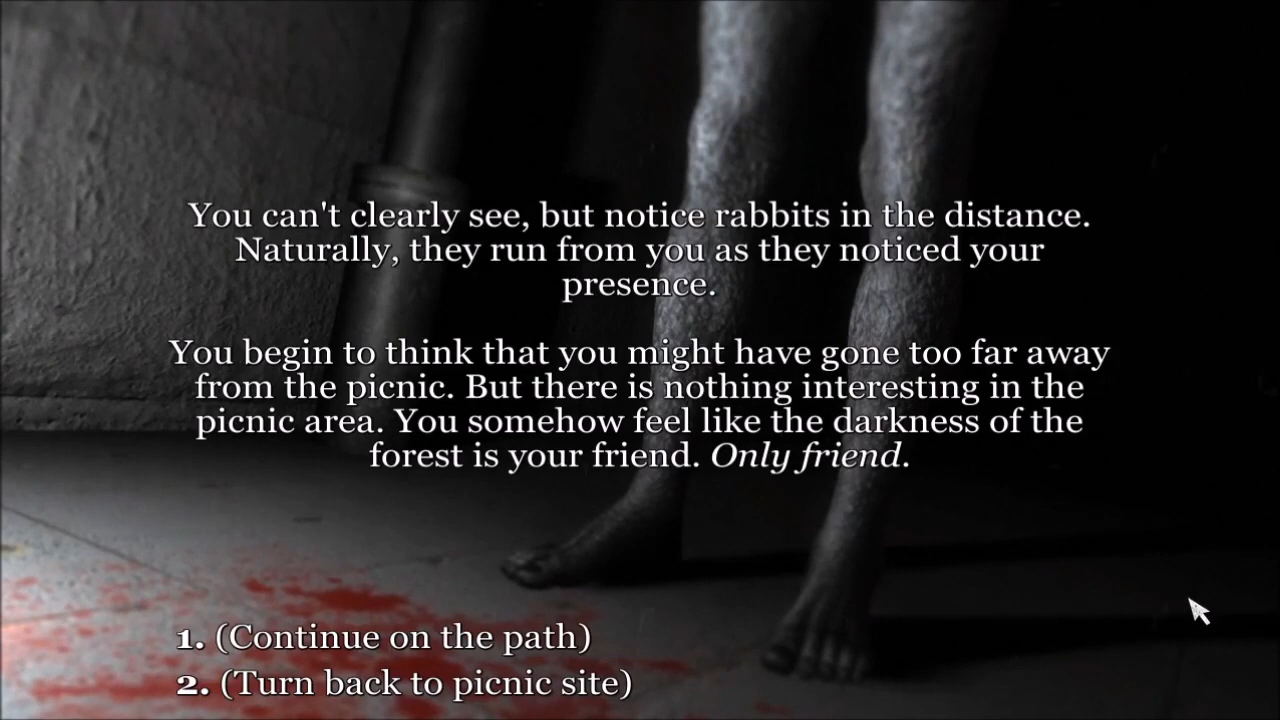 You can't clearly see, but notice rabbits in the distance.
Naturally, they run from you as they noticed your
presence.
You begin to think that you might have gone too far away
from the picnic. But there is nothing interesting in the
picnic area. You somehow feel like the darkness of the
forest is your friend. Only friend.
1. (Continue on the path)
2. (Turn back to picnic site)